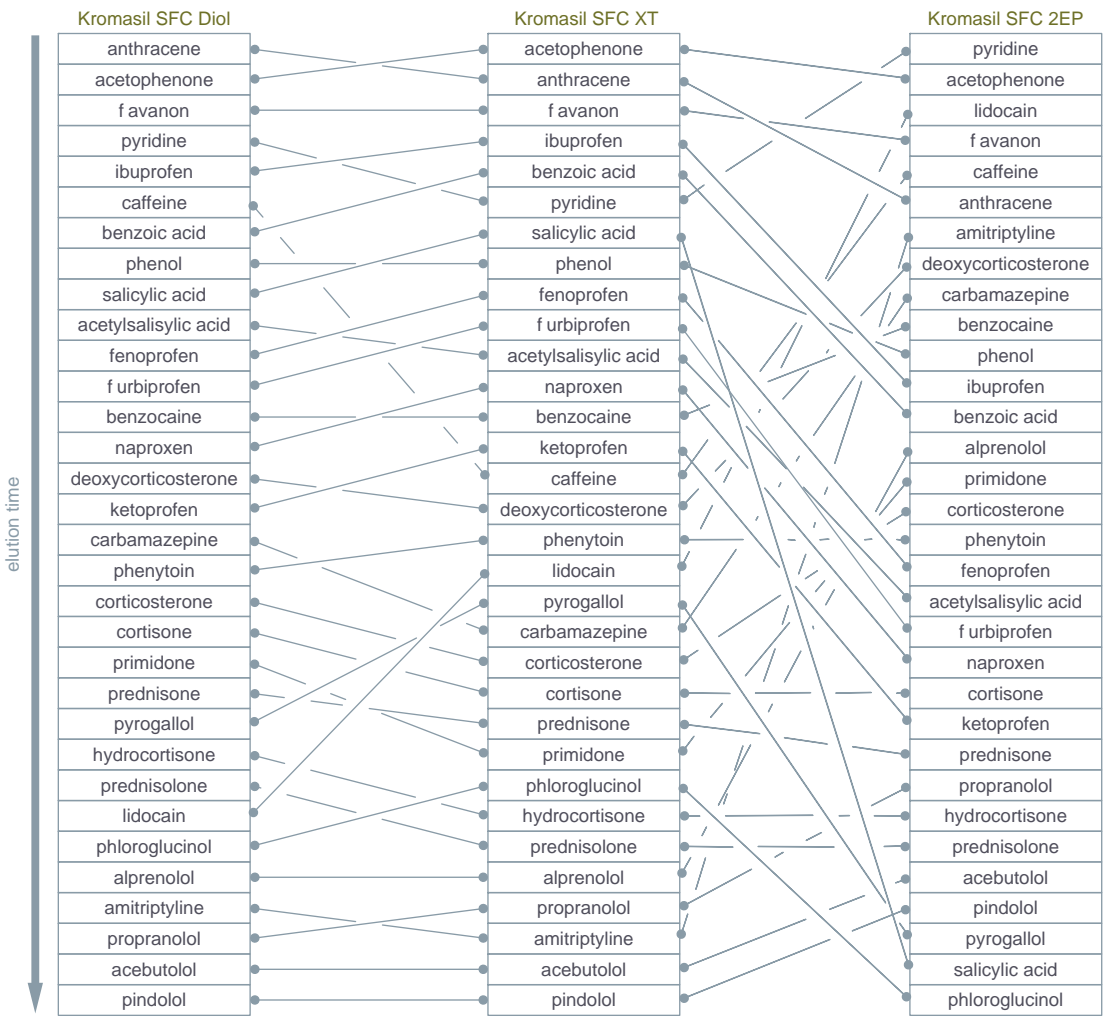 Kromasil SFC Diol
Kromasil SFC XT
Kromasil SFC 2EP
elution time
anthracene
acetophenone
f avanon
pyridine
ibuprofen
caffeine
benzoic acid
phenol
salicylic acid
acetylsalisylic acid
fenoprofen
f urbiprofen
benzocaine
naproxen
deoxycorticosterone
ketoprofen
carbamazepine
phenytoin
corticosterone
cortisone
primidone
prednisone
pyrogallol
hydrocortisone
prednisolone
lidocain
phloroglucinol
alprenolol
amitriptyline
propranolol
acebutolol
pindolol
acetophenone
anthracene
f avanon
ibuprofen
benzoic acid
pyridine
salicylic acid
phenol
fenoprofen
f urbiprofen
acetylsalisylic acid
naproxen
benzocaine
ketoprofen
caffeine
deoxycorticosterone
phenytoin
lidocain
pyrogallol
carbamazepine
corticosterone
cortisone
prednisone
primidone
phloroglucinol
hydrocortisone
prednisolone
alprenolol
propranolol
amitriptyline
acebutolol
pindolol
pyridine
acetophenone
lidocain
f avanon
caffeine
anthracene
amitriptyline
deoxycorticosterone
carbamazepine
benzocaine
phenol
ibuprofen
benzoic acid
alprenolol
primidone
corticosterone
phenytoin
fenoprofen
acetylsalisylic acid
f urbiprofen
naproxen
cortisone
ketoprofen
prednisone
propranolol
hydrocortisone
prednisolone
acebutolol
pindolol
pyrogallol
salicylic acid
phloroglucinol